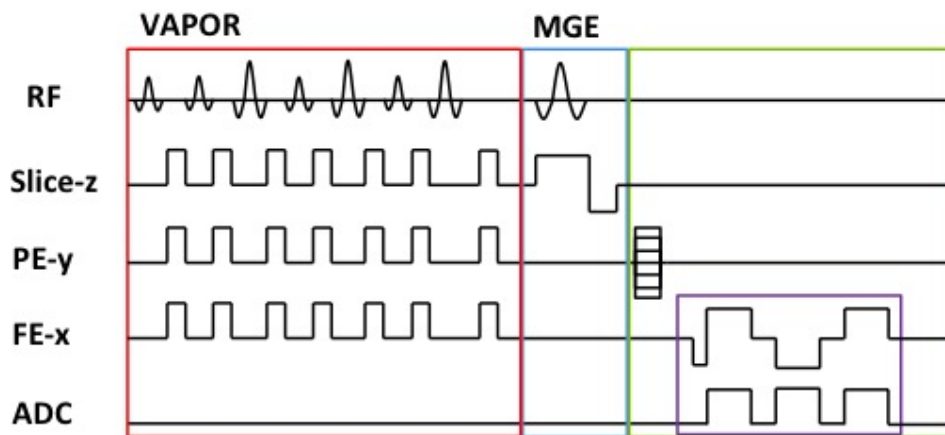 VAPOR MGE
RF
Slice-z
PE-y
FE-x
ADC